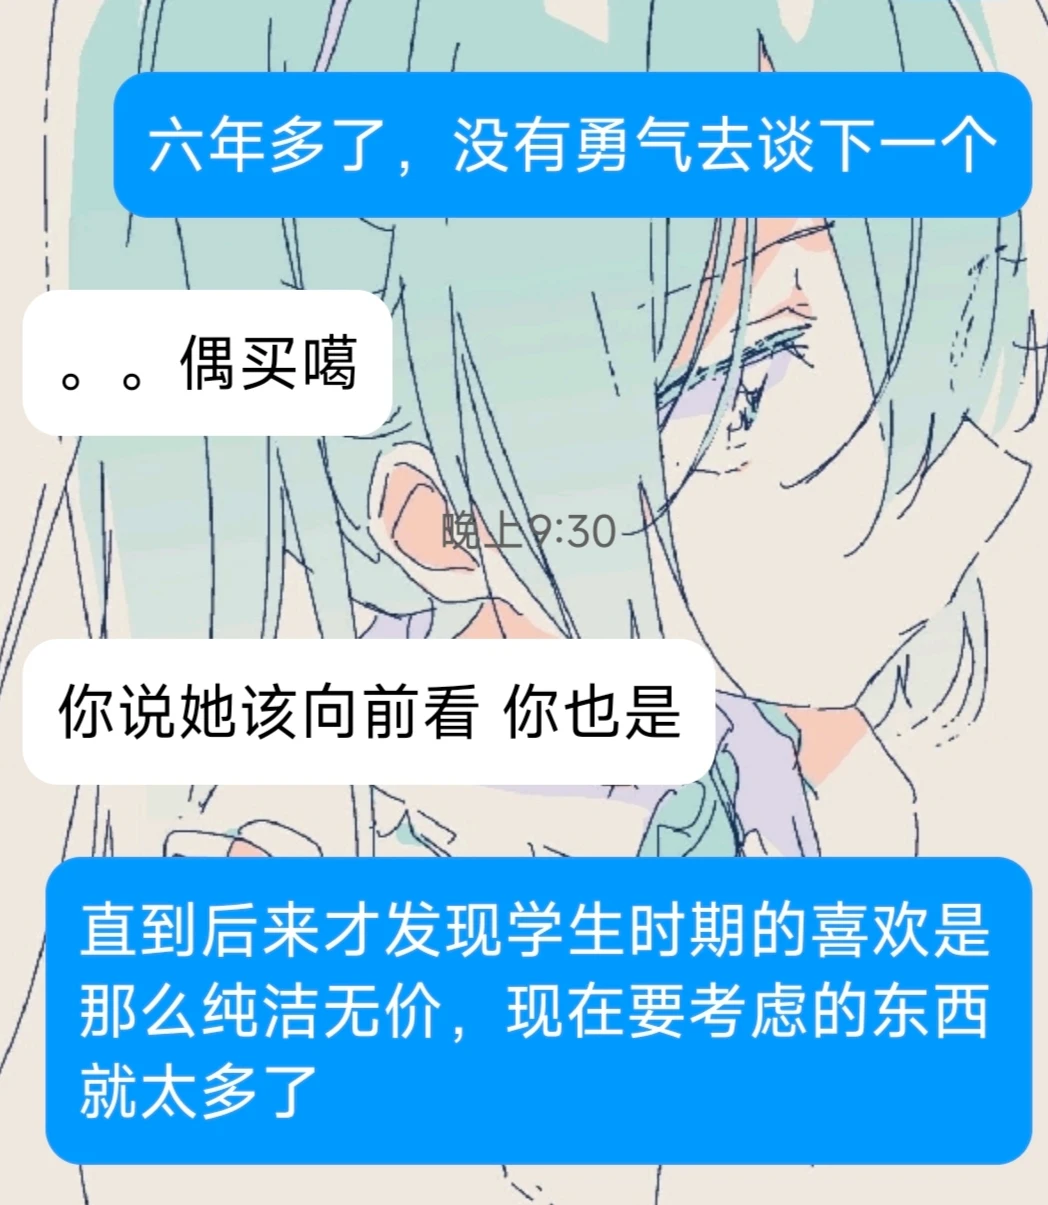 六年多了，没有勇气去谈下一个
。。偶买噶
晚上9:30
你说她该向前看 你也是
直到后来才发现学生时期的喜欢是
那么纯洁无价，现在要考虑的东西
就太多了